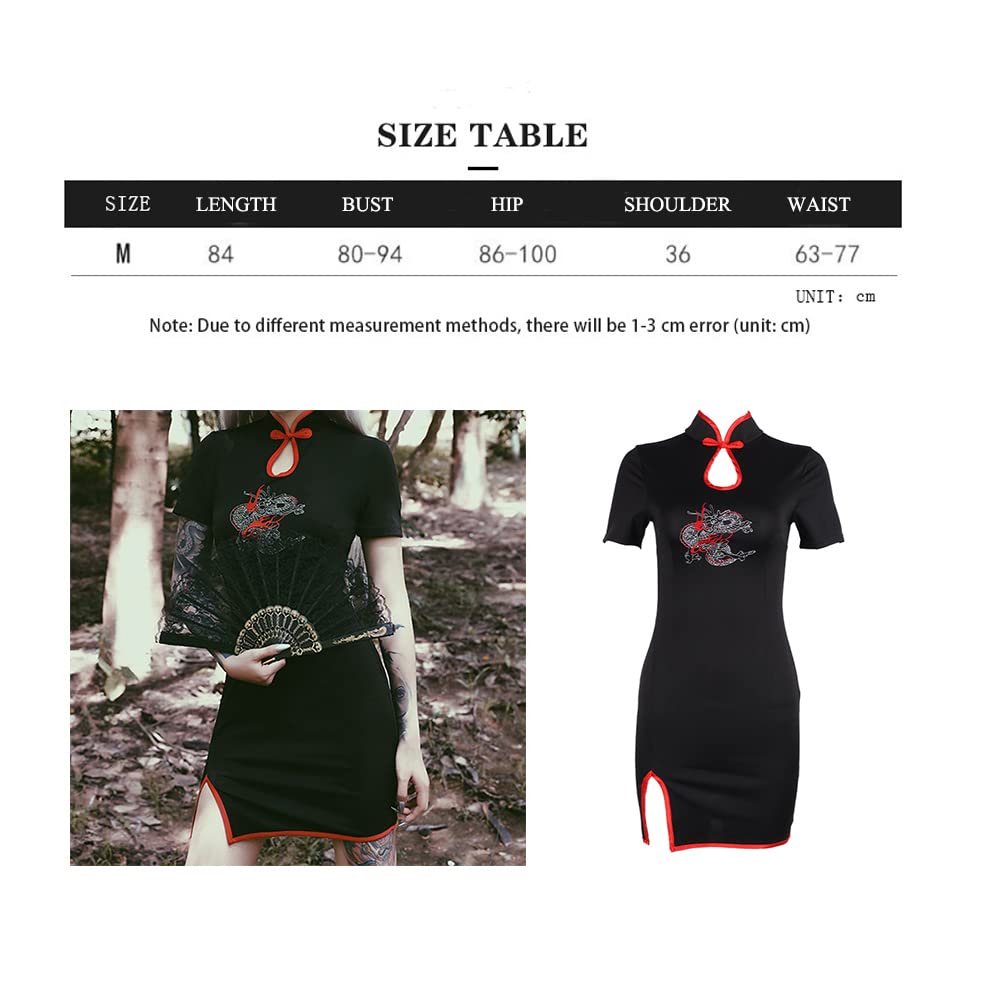 SIZE TABLE
SIZE LENGTH BUST HIP SHOULDER WAIST
M 84 80-94 86-100 36 63-77
UNIT: cm
Note: Due to different measurement methods, there will be 1-3 cm error (unit: cm)